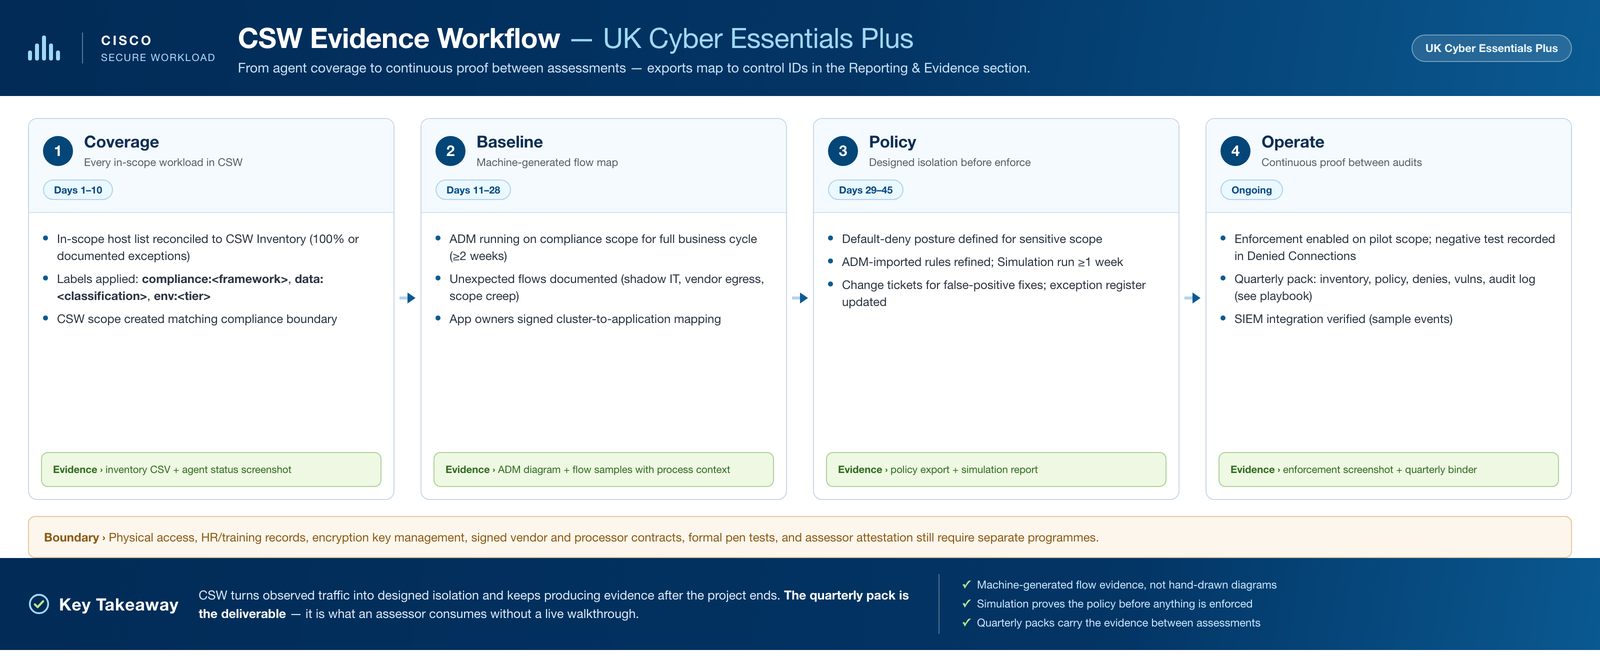 CISCO
SECURE WORKLOAD
CSW Evidence Workflow — UK Cyber Essentials Plus
From agent coverage to continuous proof between assessments — exports map to control IDs in the Reporting & Evidence section.
UK Cyber Essentials Plus
1
Coverage
Every in-scope workload in CSW
Days 1–10
• In-scope host list reconciled to CSW Inventory (100% or
documented exceptions)
• Labels applied: compliance:<framework>, data:
<classification>, env:<tier>
• CSW scope created matching compliance boundary
Evidence › inventory CSV + agent status screenshot
2
Baseline
Machine-generated flow map
Days 11–28
• ADM running on compliance scope for full business cycle
(≥2 weeks)
• Unexpected flows documented (shadow IT, vendor egress,
scope creep)
• App owners signed cluster-to-application mapping
Evidence › ADM diagram + flow samples with process context
3
Policy
Designed isolation before enforce
Days 29–45
• Default-deny posture defined for sensitive scope
• ADM-imported rules refined; Simulation run ≥1 week
• Change tickets for false-positive fixes; exception register
updated
Evidence › policy export + simulation report
4
Operate
Continuous proof between audits
Ongoing
• Enforcement enabled on pilot scope; negative test recorded
in Denied Connections
• Quarterly pack: inventory, policy, denies, vulns, audit log
(see playbook)
• SIEM integration verified (sample events)
Evidence › enforcement screenshot + quarterly binder
Boundary › Physical access, HR/training records, encryption key management, signed vendor and processor contracts, formal pen tests, and assessor attestation still require separate programmes.
Key Takeaway
CSW turns observed traffic into designed isolation and keeps producing evidence after the project ends. The quarterly pack is
the deliverable — it is what an assessor consumes without a live walkthrough.
✓ Machine-generated flow evidence, not hand-drawn diagrams
✓ Simulation proves the policy before anything is enforced
✓ Quarterly packs carry the evidence between assessments